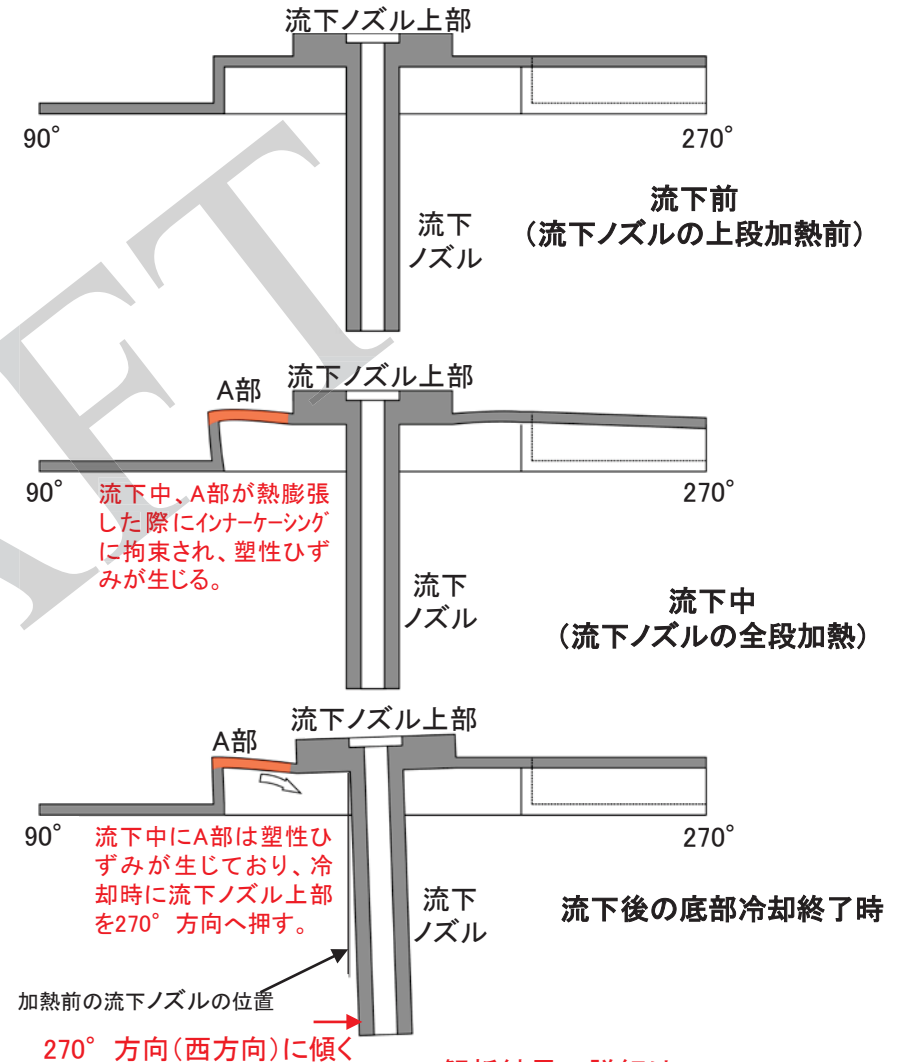 流下ノズル上部
90°
270°
流下前
(流下ノズルの上段加熱前)
流下
ノズル
A部
流下ノズル上部
90°
270°
流下中、A部が熱膨張
した際にインナーケーシング
に拘束され、塑性ひず
みが生じる。
流下
ノズル
流下中
(流下ノズルの全段加熱)
流下ノズル上部
A部
90°
270°
流下中にA部は塑性ひ
ずみが生じており、冷
却時に流下ノズル上部
を270°方向へ押す。
流下
ノズル
流下後の底部冷却終了時
加熱前の流下ノズルの位置
270°方向(西方向)に傾く